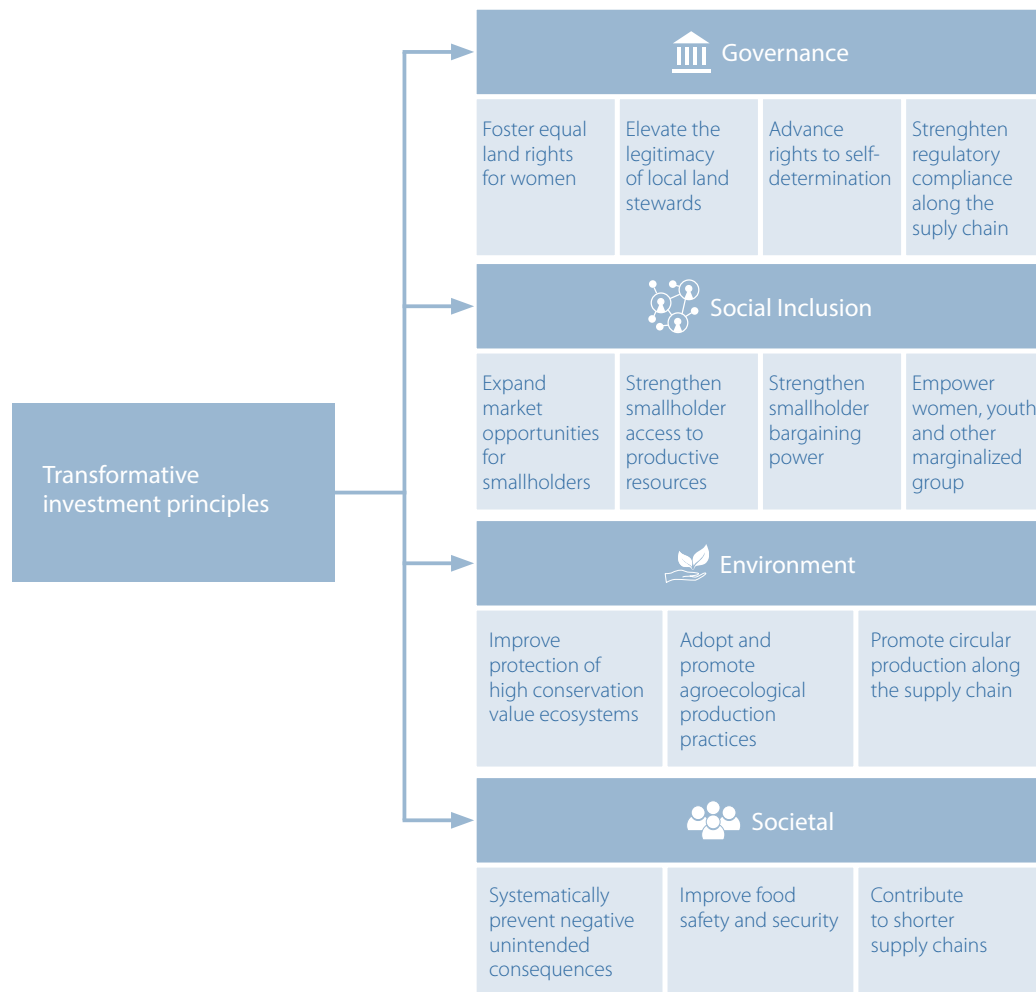 Governance
Foster equal
land rights
for women
Elevate the
legitimacy
of local land
stewards
Advance
rights to self-
determination
Strenghten
regulatory
compliance
along the
suply chain
Social Inclusion
Expand
market
opportunities
for
smallholders
Strengthen
smallholder
access to
productive
resources
Strengthen
smallholder
bargaining
power
Empower
women, youth
and other
marginalized
group
Transformative
investment principles
Environment
Improve
protection of
high conservation
value ecosystems
Adopt and
promote
agroecological
production
practices
Promote circular
production along
the supply chain
Societal
Systematically
prevent negative
unintended
consequences
Improve food
safety and security
Contribute
to shorter
supply chains